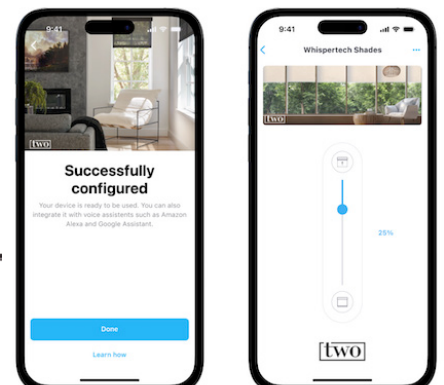 9:41
two
Successfully
configured
Your device is ready to be used. You can also
integrate it with voice assistents such as Amazon
Alexa and Google Assistant.
Done
Learn how
9:41
Whispertech Shades
two
25%
two